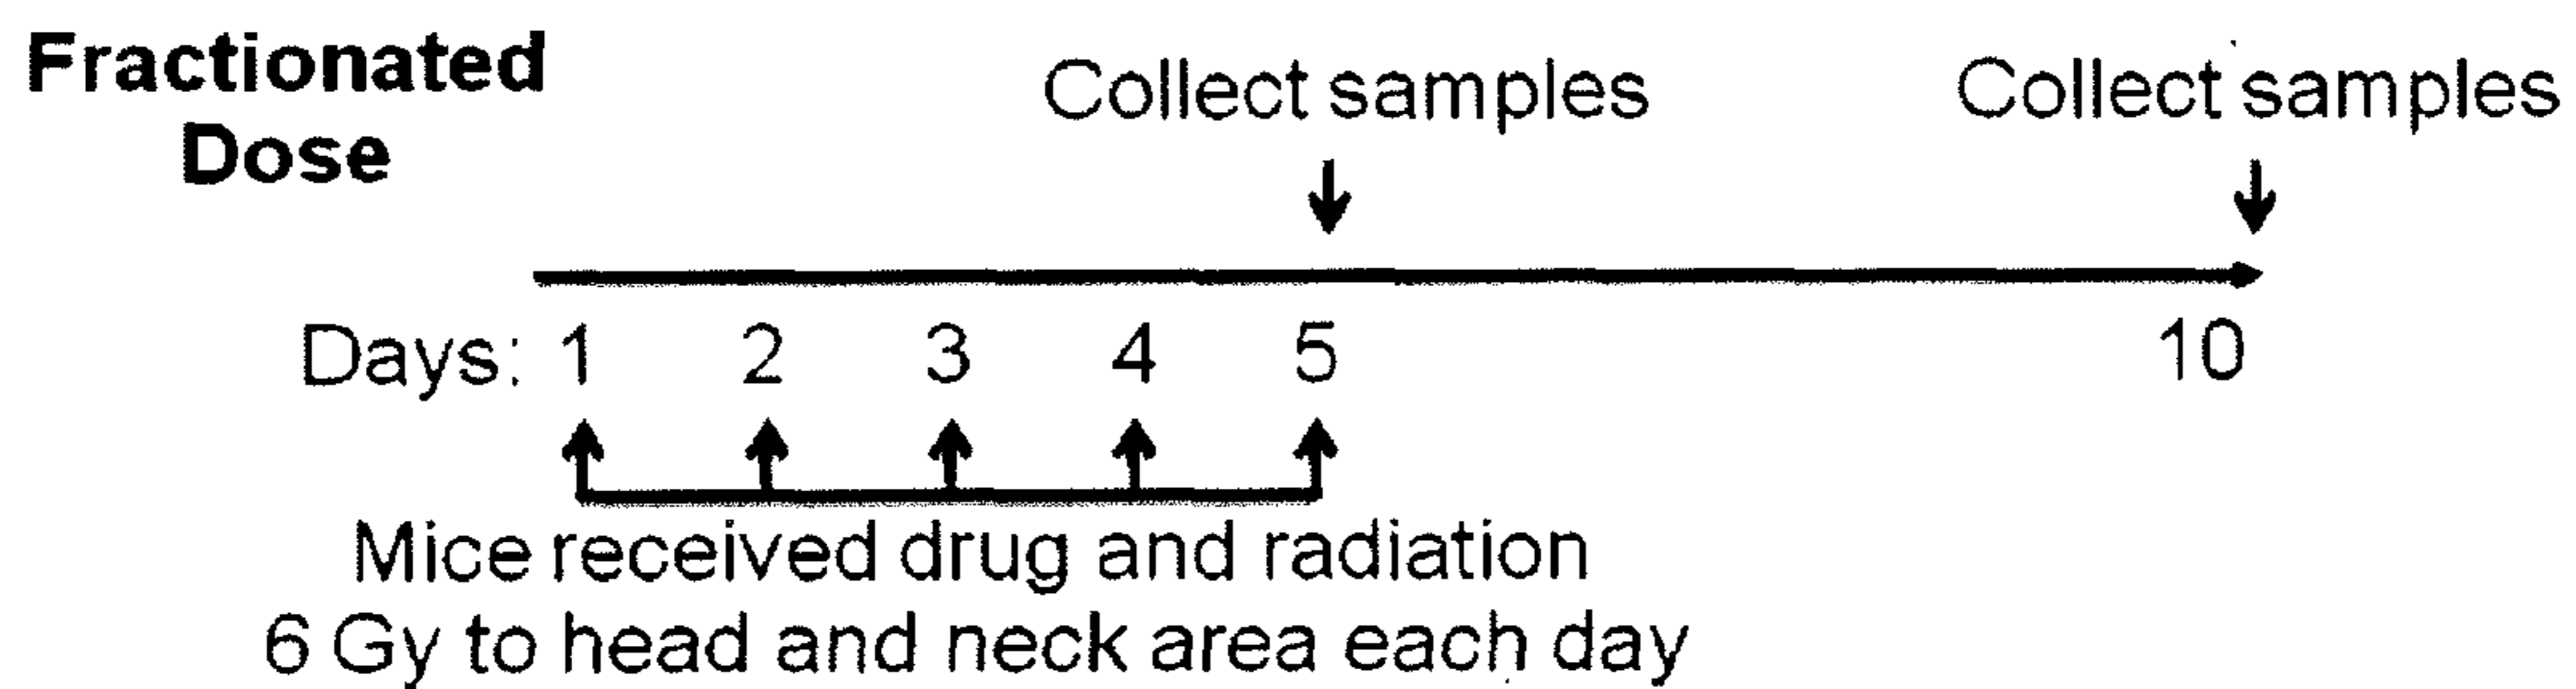 Fractionated
Dose
Collect samples
Collect samples
Days: 1 2 3 4 5 10
Mice received drug and radiation
6 Gy to head and neck area each day